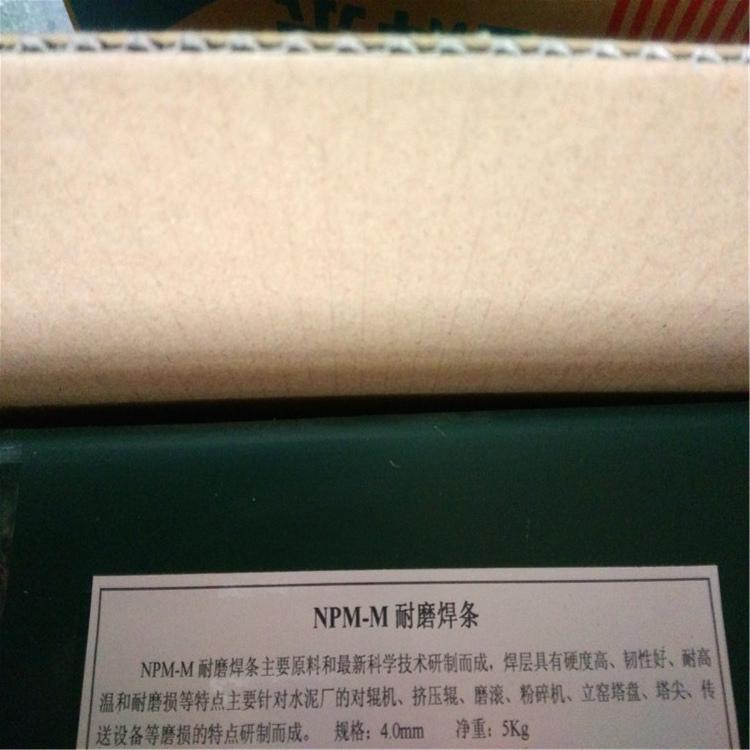 NPM-M 耐磨焊条
NPM-M 耐磨焊条主要原料和最新科学技术研制而成，焊层具有硬度高、韧性好、耐高
温和耐磨损等特点主要针对水泥厂的对辊机、挤压辊、磨滚、粉碎机、立窑塔盘、塔尖、传
送设备等磨损的特点研制而成。 规格：4.0mm 净重：5Kg